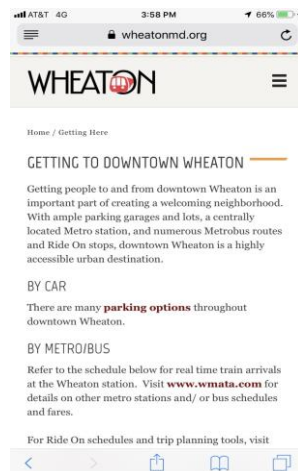 AT&T 4G 3:58 PM 66%
wheatonmd.org
WHEATON
Home / Getting Here
GETTING TO DOWNTOWN WHEATON
Getting people to and from downtown Wheaton is an
important part of creating a welcoming neighborhood.
With ample parking garages and lots, a centrally
located Metro station, and numerous Metrobus routes
and Ride On stops, downtown Wheaton is a highly
accessible urban destination.
BY CAR
There are many parking options throughout
downtown Wheaton.
BY METRO/BUS
Refer to the schedule below for real time train arrivals
at the Wheaton station. Visit www.wmata.com for
details on other metro stations and/ or bus schedules
and fares.
For Ride On schedules and trip planning tools, visit